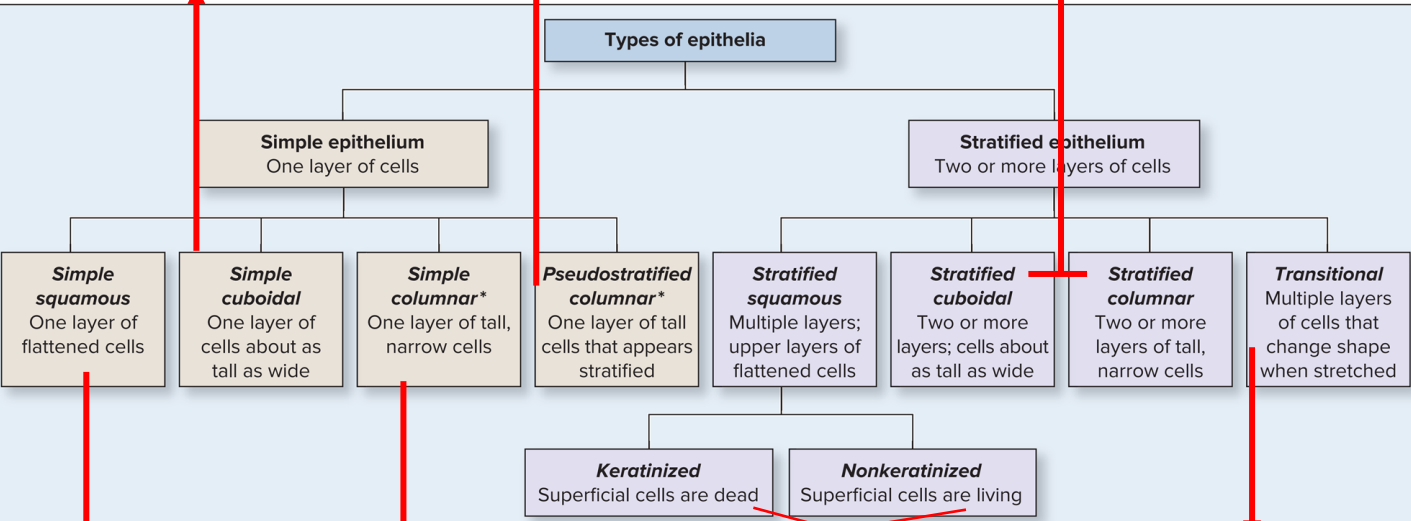 Types of epithelia
Simple epithelium
One layer of cells
Stratified epithelium
Two or more layers of cells
Simple
squamous
One layer of
flattened cells
Simple
cuboidal
One layer of
cells about as
tall as wide
Simple
columnar*
One layer of tall,
narrow cells
Pseudostratified
columnar*
One layer of tall
cells that appears
stratified
Stratified
squamous
Multiple layers;
upper layers of
flattened cells
Stratified
cuboidal
Two or more
layers; cells about
as tall as wide
Stratified
columnar
Two or more
layers of tall,
narrow cells
Transitional
Multiple layers
of cells that
change shape
when stretched
Keratinized
Superficial cells are dead
Nonkeratinized
Superficial cells are living